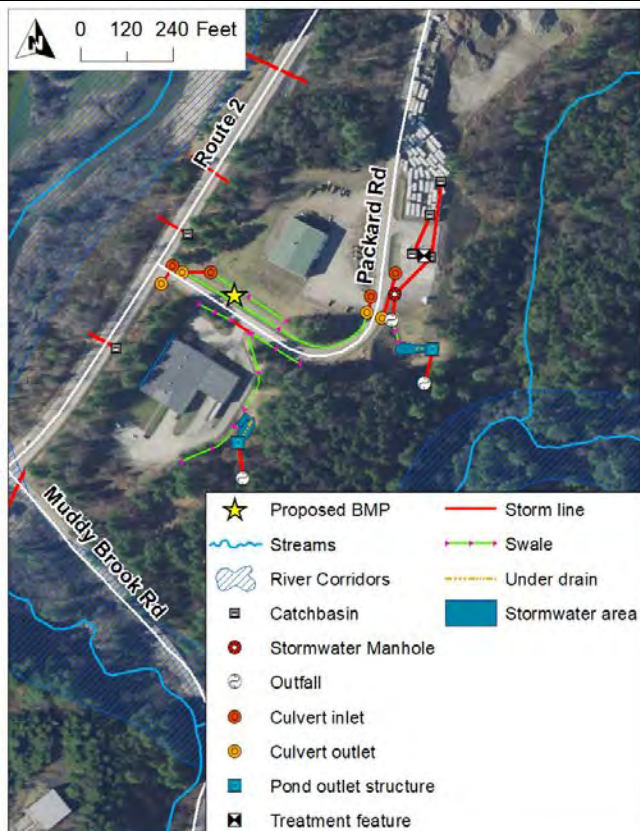 N
0 120 240 Feet
Route 2
Packard Rd
Muddy Brook Rd
Proposed BMP
Streams
River Corridors
Catchbasin
Stormwater Manhole
Outfall
Culvert inlet
Culvert outlet
Pond outlet structure
Treatment feature
Storm line
Swale
Under drain
Stormwater area